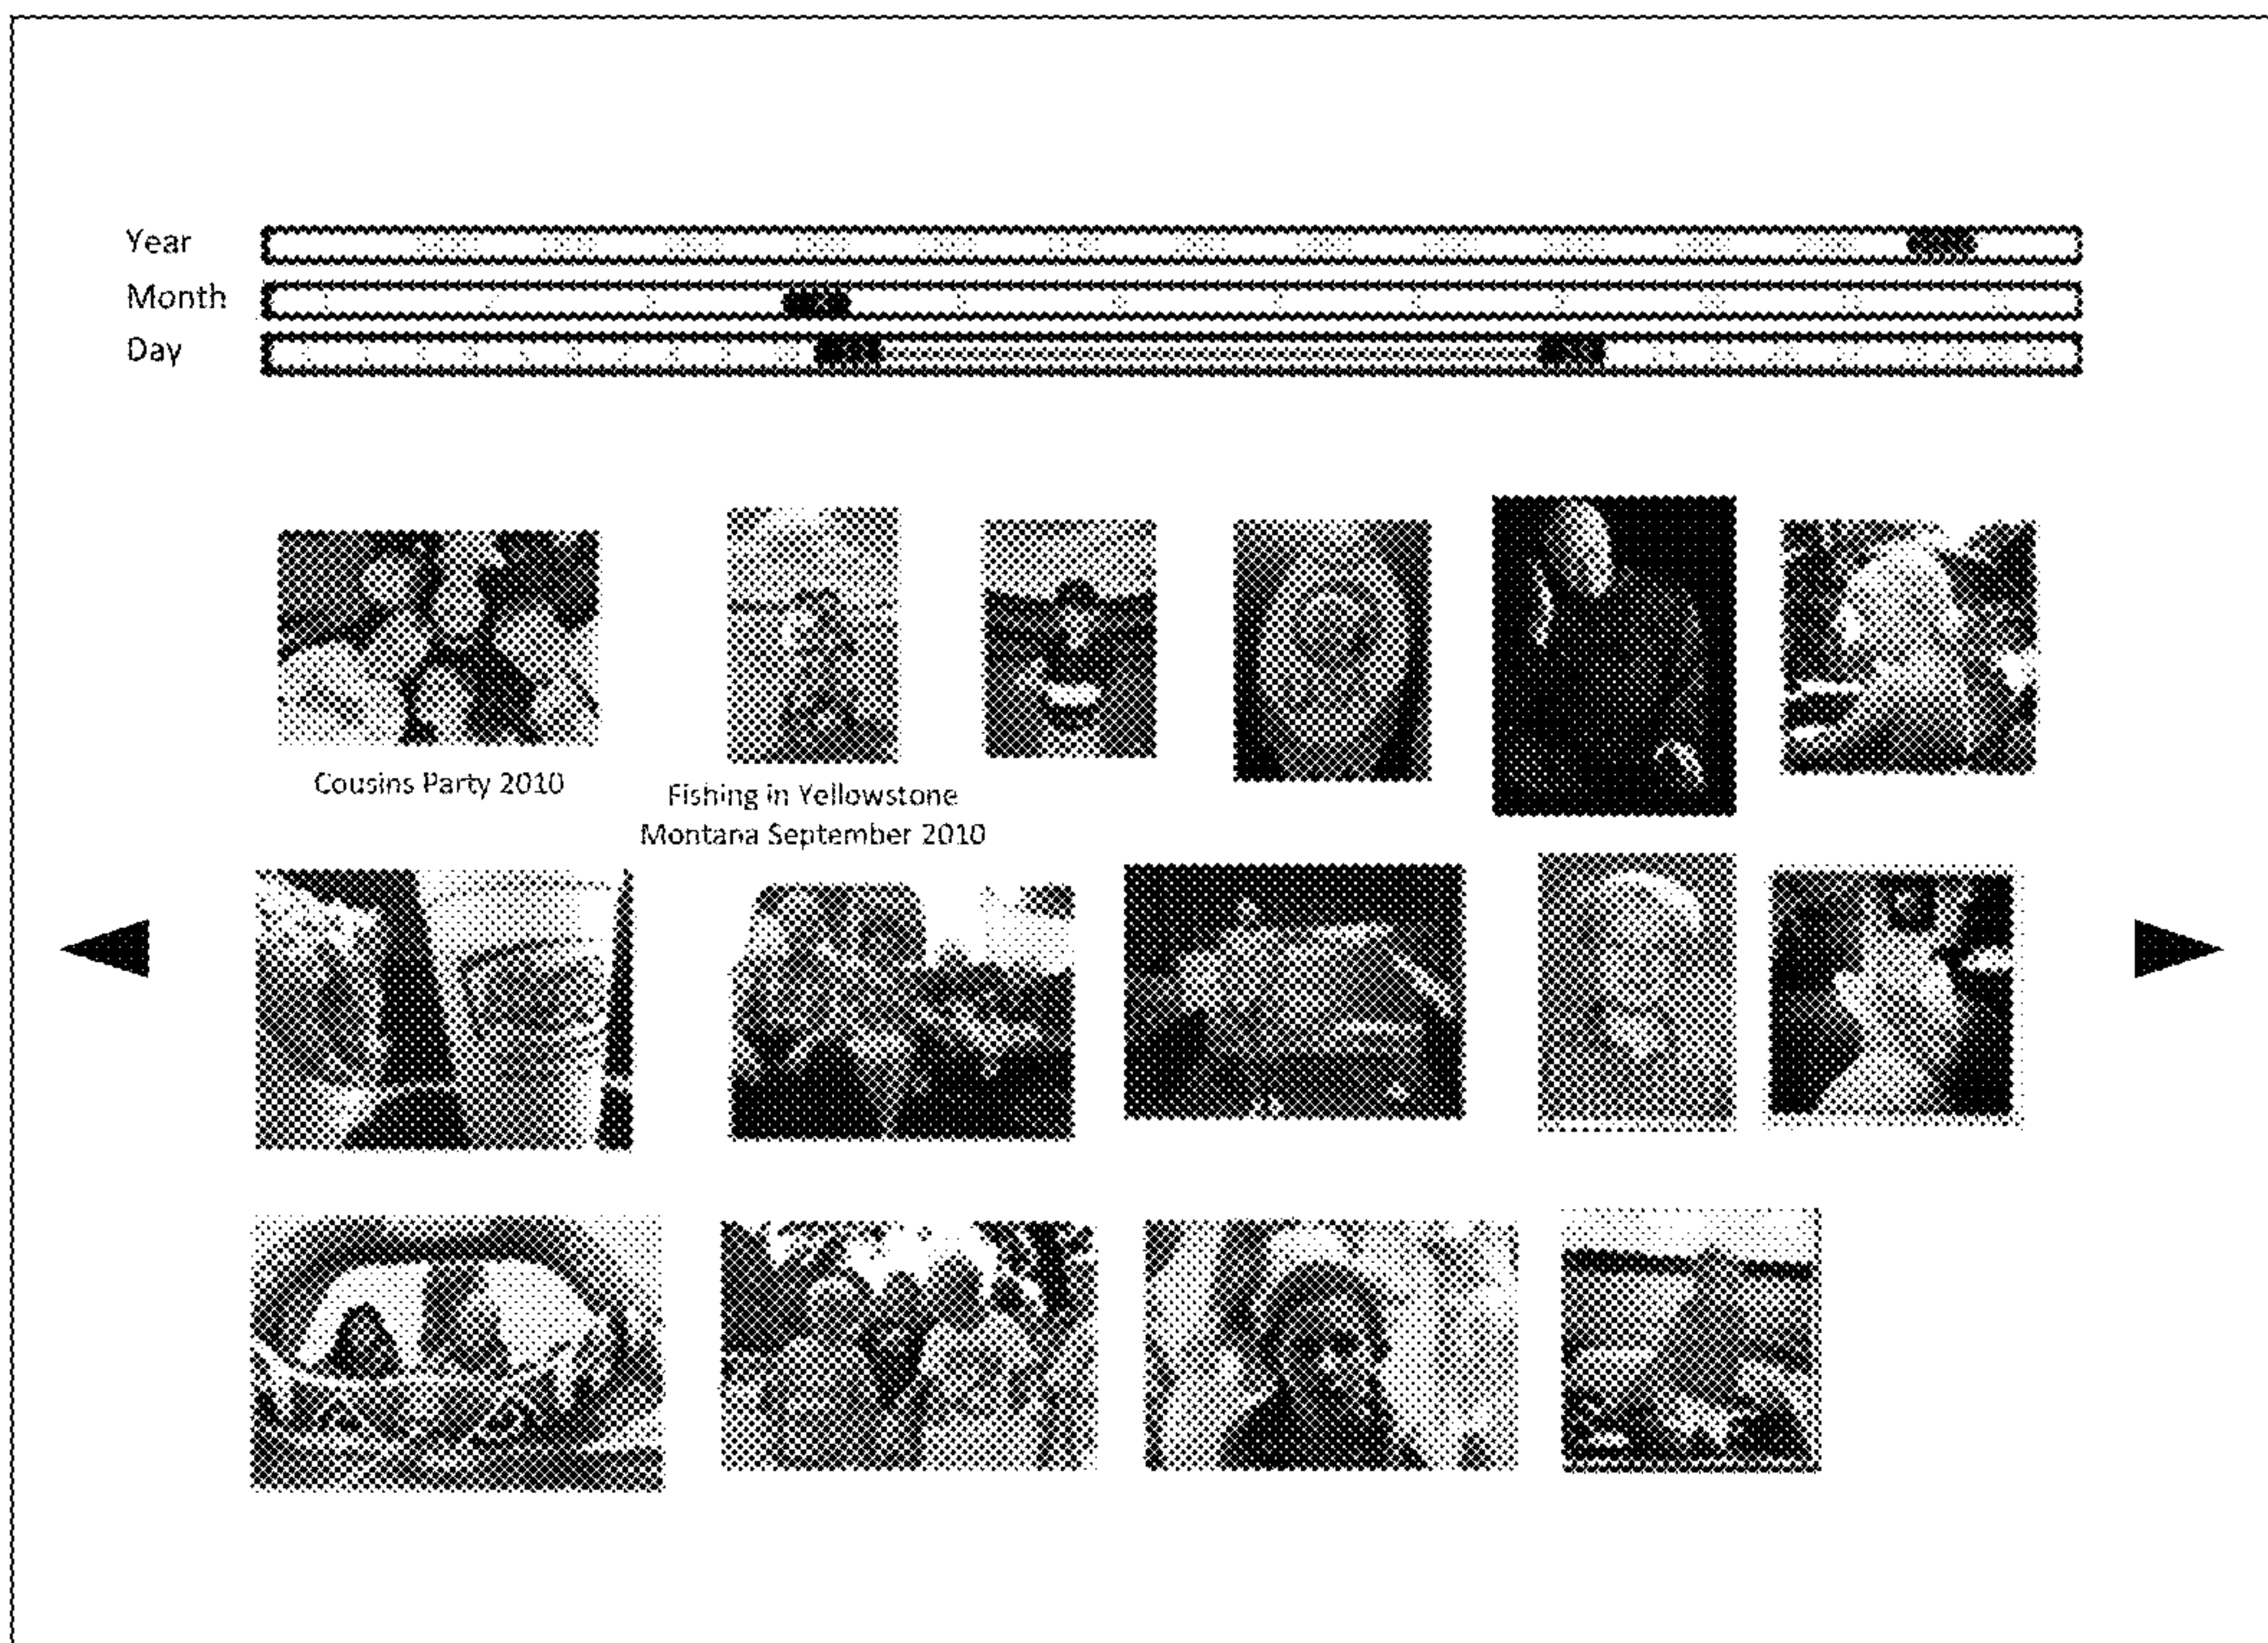 Year
Month
Day
Cousins Party 2010
Fishing in Yellowstone
Montana September 2010